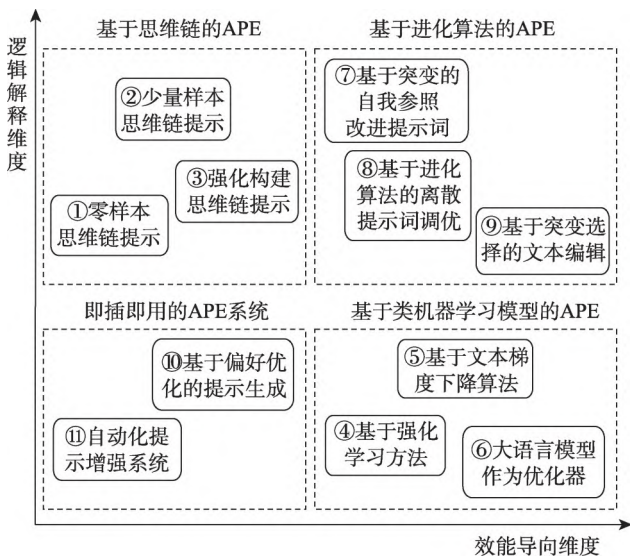 逻辑解释维度
基于思维链的APE
②少量样本
思维链提示
③强化构建
思维链提示
①零样本
思维链提示
基于进化算法的APE
⑦基于突变的
自我参照
改进提示词
⑧基于进化
算法的离散
提示词调优
⑨基于突变选
择的文本编辑
即插即用的APE系统
⑩基于偏好优
化的提示生成
⑪自动化提
示增强系统
基于类机器学习模型的APE
⑤基于文本梯
度下降算法
④基于强化
学习方法
⑥大语言模型
作为优化器
效能导向维度